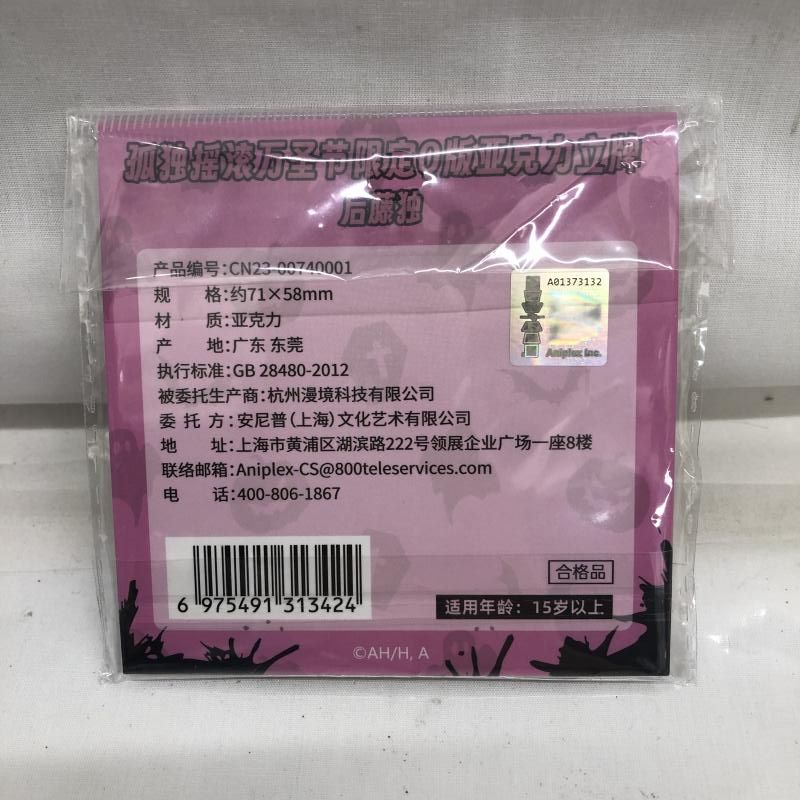 孤独摇滚万圣节限定Q版亚克力立牌
后藤独
产品编号:CN23-00740001
规 格:约71×58mm
材 质:亚克力
产 地:广东 东莞
执行标准:GB 28480-2012
被委托生产商:杭州漫境科技有限公司
委 托 方:安尼普(上海)文化艺术有限公司
地 址:上海市黄浦区湖滨路222号领展企业广场一座8楼
联络邮箱:Aniplex-CS@800teleservices.com
电 话:400-806-1867
A01373132
Aniplex Inc.
6 975491 313424
合格品
适用年龄:15岁以上
©AH/H, A